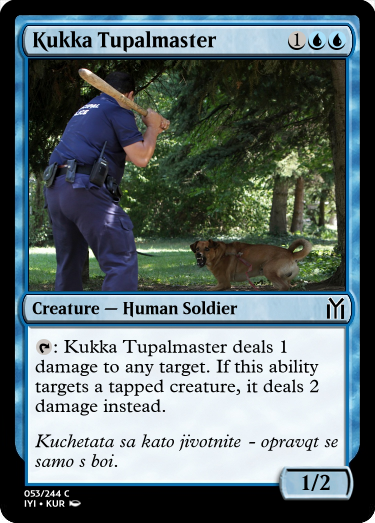 Kukka Tupalmaster 1
Creature — Human Soldier
: Kukka Tupalmaster deals 1
damage to any target. If this ability
targets a tapped creature, it deals 2
damage instead.
Kuchetata sa kato jivotnite - opravqt se
samo s boi.
1/2
053/244 C
IYI • KUR